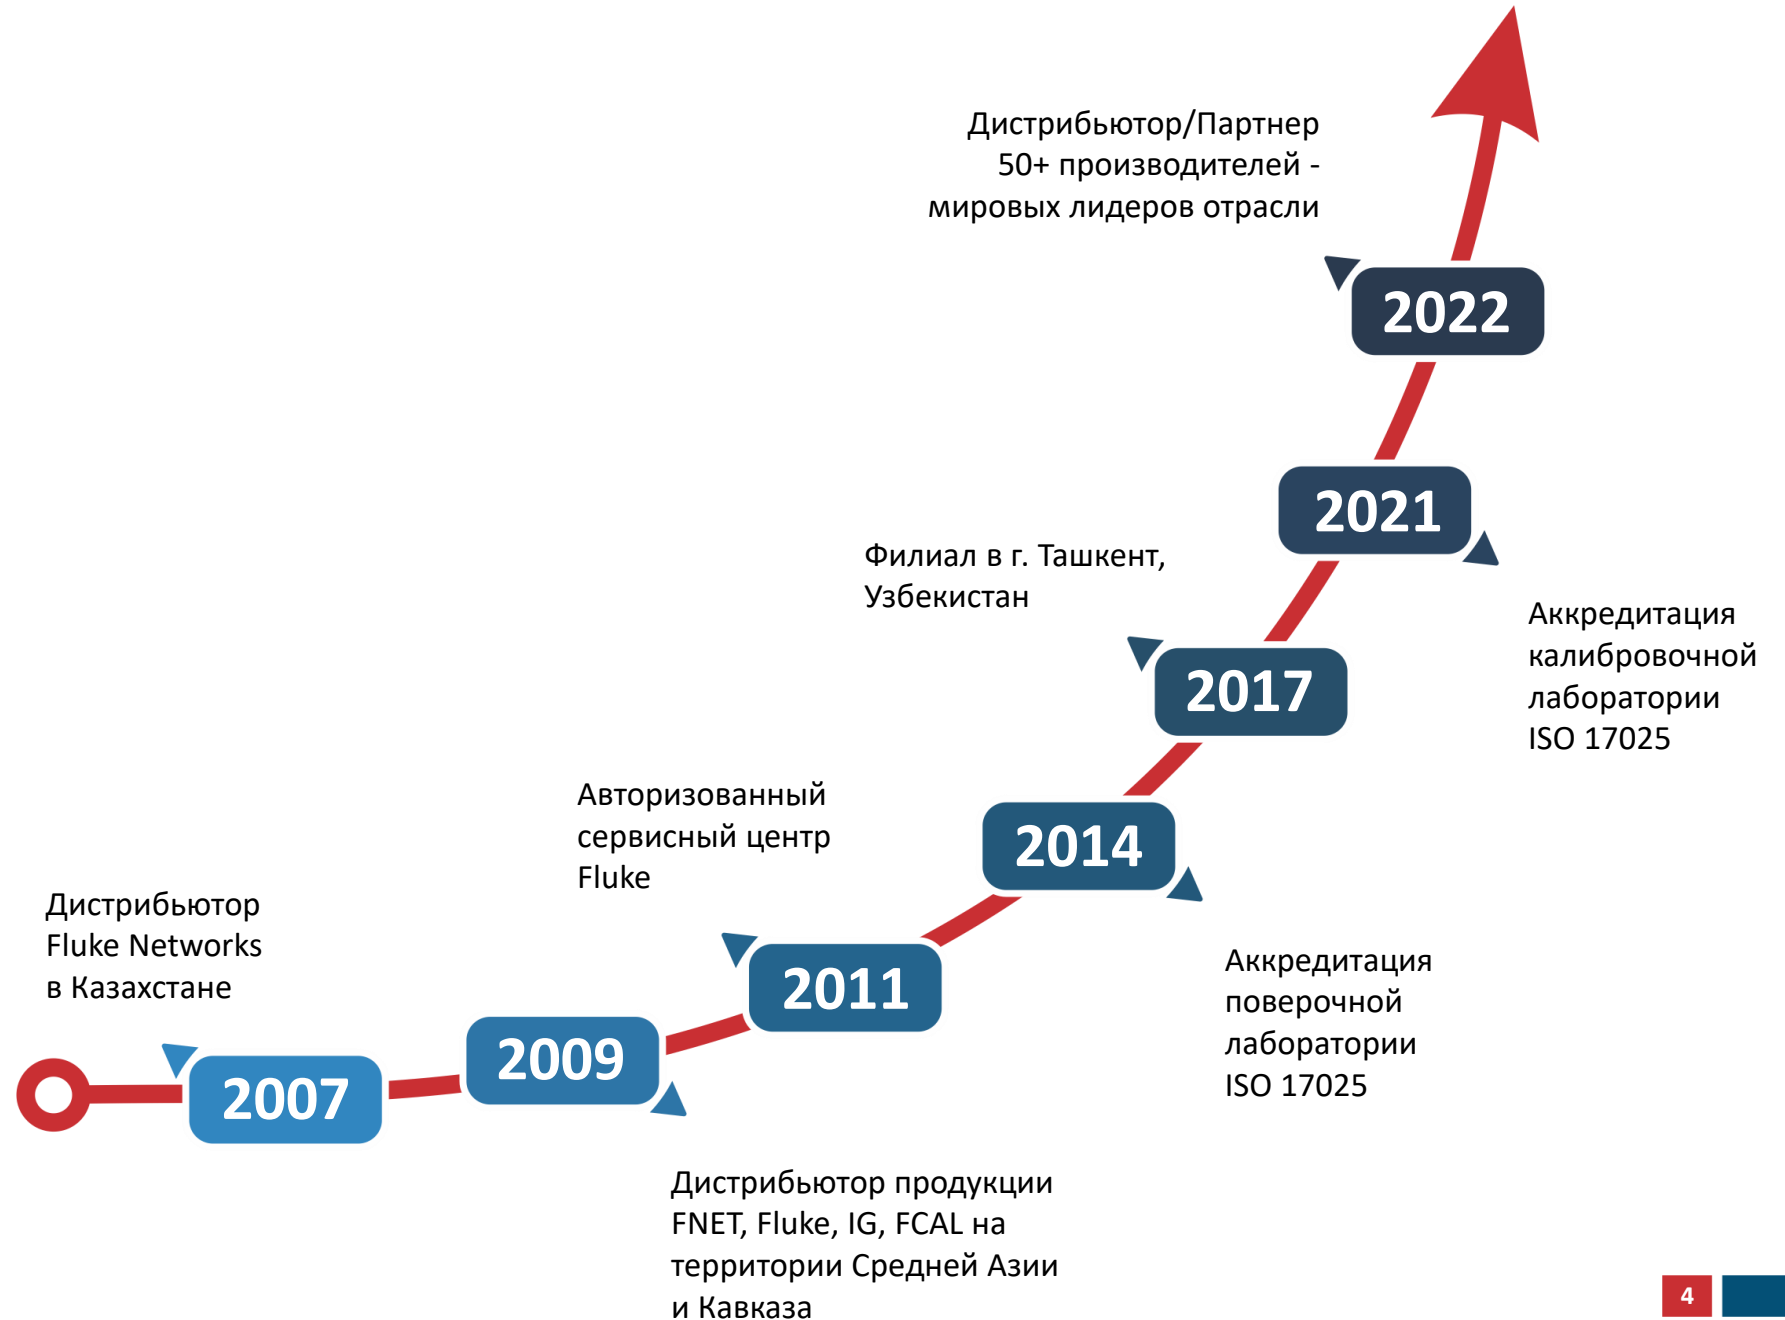 Дистрибьютор
Fluke Networks
в Казахстане
2007
2009
Дистрибьютор продукции
FNET, Fluke, IG, FCAL на
территории Средней Азии
и Кавказа
Авторизованный
сервисный центр
Fluke
2011
2014
Аккредитация
поверочной
лаборатории
ISO 17025
Филиал в г. Ташкент,
Узбекистан
2017
2021
Аккредитация
калибровочной
лаборатории
ISO 17025
Дистрибьютор/Партнер
50+ производителей -
мировых лидеров отрасли
2022
4